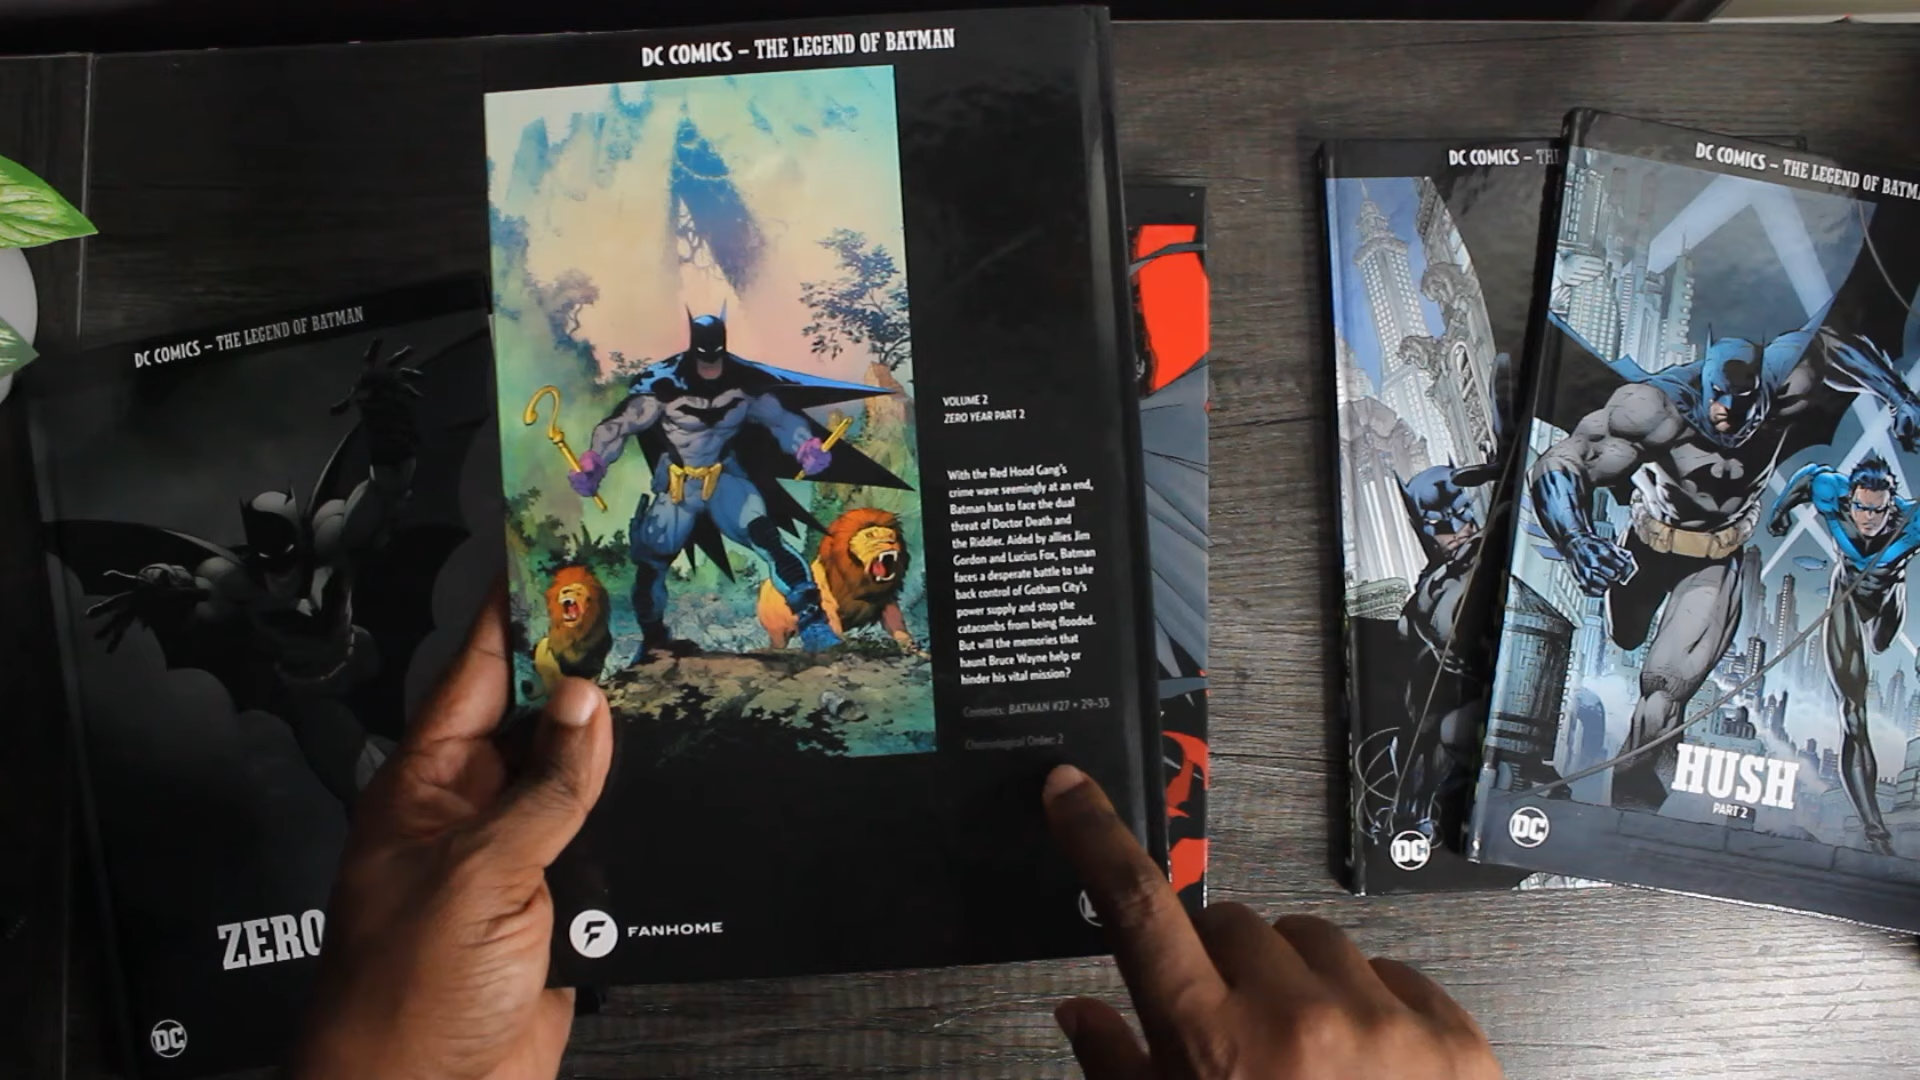 DC COMICS – THE LEGEND OF BATMAN
VOLUME 2
ZERO YEAR PART 2
With the Red Hood Gang's
crime wave seemingly at an end,
Batman has to face the dual
threat of Doctor Death and
the Riddler. Aided by allies Jim
Gordon and Lucius Fox, Batman
faces a desperate battle to take
back control of Gotham City's
power supply and stop the
catacombs from being flooded.
But will the memories that
haunt Bruce Wayne help or
hinder his vital mission?
Contents: BATMAN #27 • 29–33
Chronological Order: 2
FANHOME
DC COMICS – THE LEGEND OF BATMAN
ZERO
DC
DC COMICS – TH
DC
DC COMICS – THE LEGEND OF BATM
HUSH
PART 2
DC